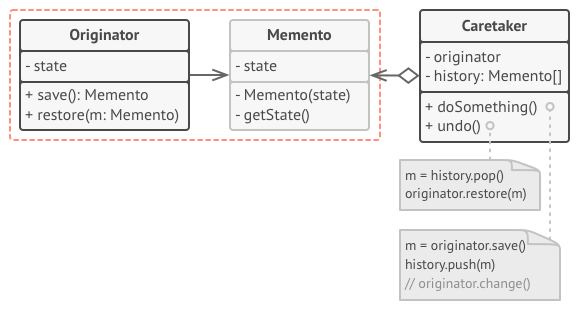 Originator
- state
+ save(): Memento
+ restore(m: Memento)
Memento
- state
- Memento(state)
- getState()
Caretaker
- originator
- history: Memento[]
+ doSomething()
+ undo()
m = history.pop()
originator.restore(m)
m = originator.save()
history.push(m)
// originator.change()